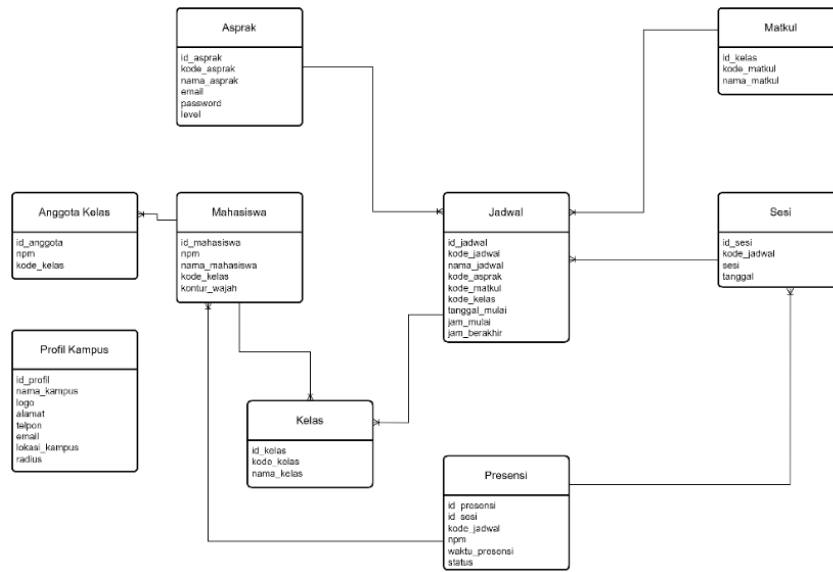 Asprak
id_asprak
kode_asprak
nama_asprak
email
password
level
Matkul
id_kelas
kode_matkul
nama_matkul
Anggota Kelas
id_anggota
npm
kode_kelas
Mahasiswa
id_mahasiswa
npm
nama_mahasiswa
kode_kelas
kontur_wajah
Jadwal
id_jadwal
kode_jadwal
nama_jadwal
kode_asprak
kode_matkul
kode_kelas
tanggal_mulai
jam_mulai
jam_berakhir
Sesi
id_sesi
kode_jadwal
sesi
tanggal
Profil Kampus
id_profil
nama_kampus
logo
alamat
telpon
email
lokasi_kampus
radius
Kelas
id_kelas
kode_kelas
nama_kelas
Presensi
id_presensi
id_sesi
kode_jadwal
npm
waktu_presensi
status